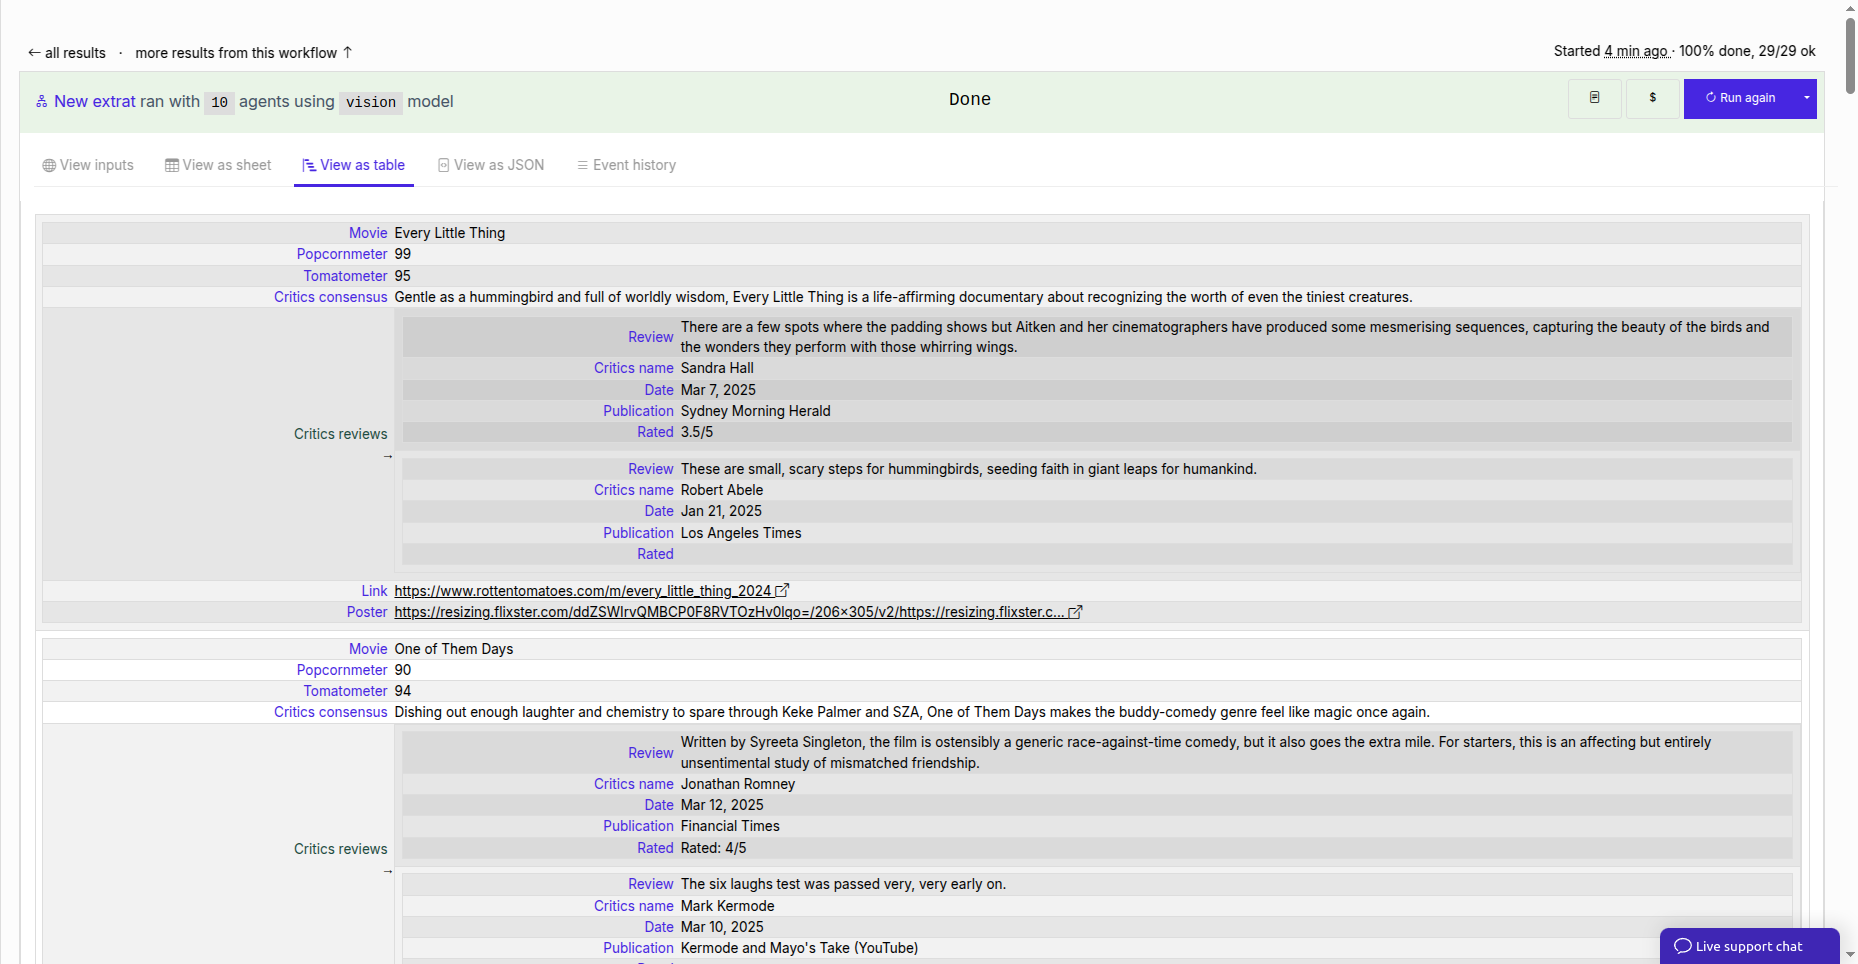 ← all results · more results from this workflow ↑
Started 4 min ago · 100% done, 29/29 ok
New extrat ran with 10 agents using vision model
Done
$
Run again
View inputs
View as sheet
View as table
View as JSON
Event history
Movie Every Little Thing
Popcornmeter 99
Tomatometer 95
Critics consensus Gentle as a hummingbird and full of worldly wisdom, Every Little Thing is a life-affirming documentary about recognizing the worth of even the tiniest creatures.
Critics reviews →
Review There are a few spots where the padding shows but Aitken and her cinematographers have produced some mesmerising sequences, capturing the beauty of the birds and
the wonders they perform with those whirring wings.
Critics name Sandra Hall
Date Mar 7, 2025
Publication Sydney Morning Herald
Rated 3.5/5
Review These are small, scary steps for hummingbirds, seeding faith in giant leaps for humankind.
Critics name Robert Abele
Date Jan 21, 2025
Publication Los Angeles Times
Rated
Link https://www.rottentomatoes.com/m/every_little_thing_2024
Poster https://resizing.flixster.com/ddZSWIrvQMBCP0F8RVTOzHv0lqo=/206×305/v2/https://resizing.flixster.c...
Movie One of Them Days
Popcornmeter 90
Tomatometer 94
Critics consensus Dishing out enough laughter and chemistry to spare through Keke Palmer and SZA, One of Them Days makes the buddy-comedy genre feel like magic once again.
Critics reviews →
Review Written by Syreeta Singleton, the film is ostensibly a generic race-against-time comedy, but it also goes the extra mile. For starters, this is an affecting but entirely
unsentimental study of mismatched friendship.
Critics name Jonathan Romney
Date Mar 12, 2025
Publication Financial Times
Rated Rated: 4/5
Review The six laughs test was passed very, very early on.
Critics name Mark Kermode
Date Mar 10, 2025
Publication Kermode and Mayo's Take (YouTube)
Live support chat